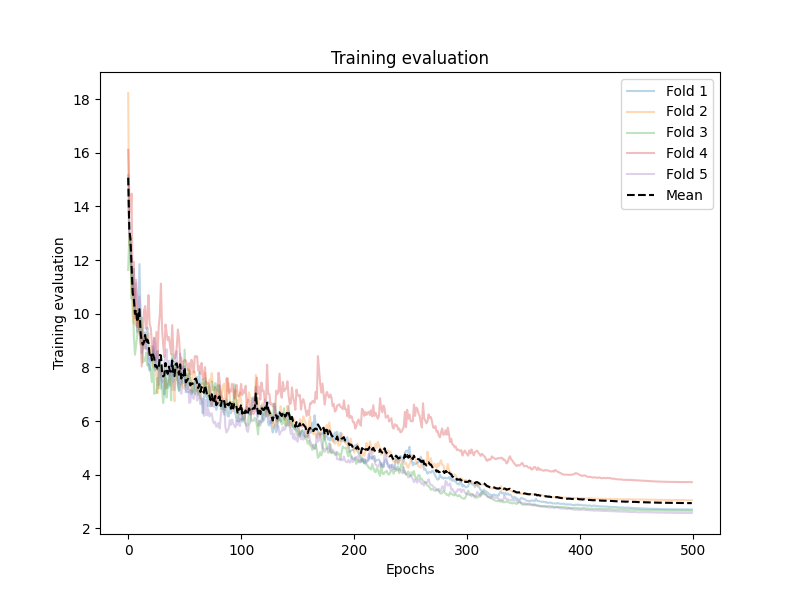 Training evaluation
18
16
14
12
10
8
6
4
2
Training evaluation
0
100
200
300
400
500
Epochs
Fold 1
Fold 2
Fold 3
Fold 4
Fold 5
Mean